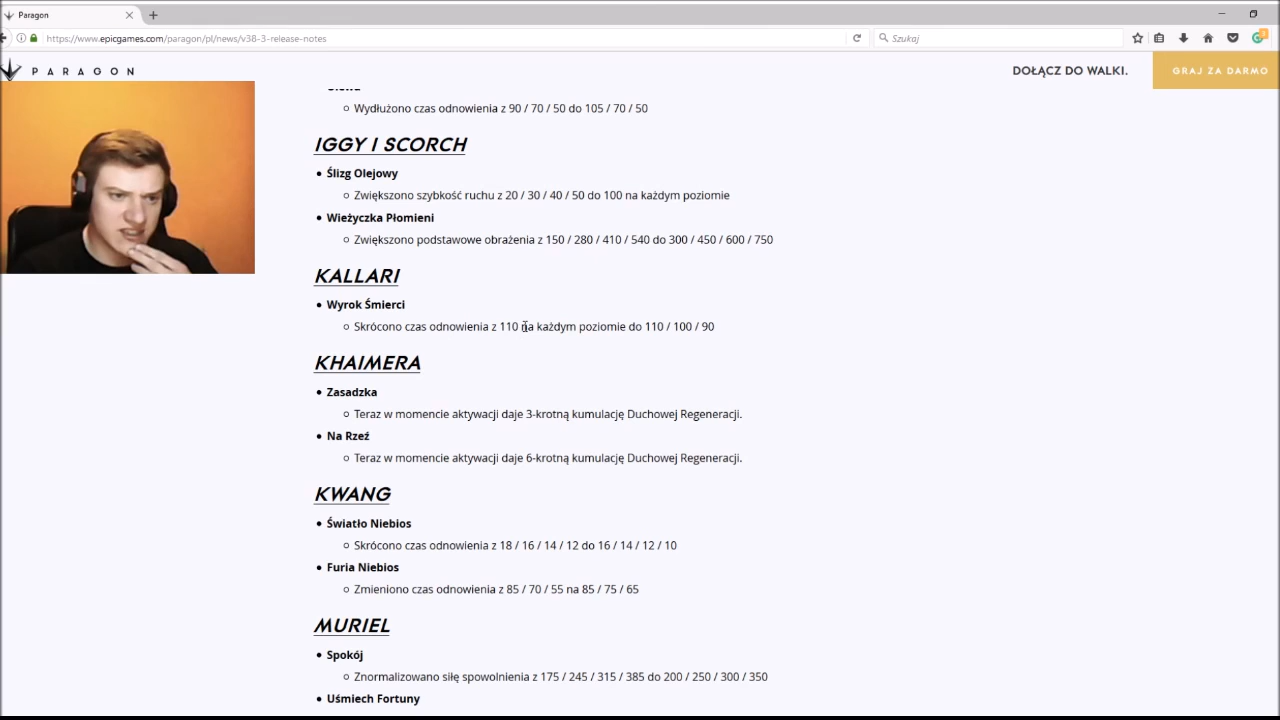 Paragon
https://www.epicgames.com/paragon/pl/news/v38-3-release-notes
Szukaj
PARAGON
DOŁĄCZ DO WALKI.
GRAJ ZA DARMO
Wydłużono czas odnowienia z 90 / 70 / 50 do 105 / 70 / 50
IGGY I SCORCH
Ślizg Olejowy
Zwiększono szybkość ruchu z 20 / 30 / 40 / 50 do 100 na każdym poziomie
Wieżyczka Płomieni
Zwiększono podstawowe obrażenia z 150 / 280 / 410 / 540 do 300 / 450 / 600 / 750
KALLARI
Wyrok Śmierci
Skrócono czas odnowienia z 110 na każdym poziomie do 110 / 100 / 90
KHAIMERA
Zasadzka
Teraz w momencie aktywacji daje 3-krotną kumulację Duchowej Regeneracji.
Na Rzeź
Teraz w momencie aktywacji daje 6-krotną kumulację Duchowej Regeneracji.
KWANG
Światło Niebios
Skrócono czas odnowienia z 18 / 16 / 14 / 12 do 16 / 14 / 12 / 10
Furia Niebios
Zmieniono czas odnowienia z 85 / 70 / 55 na 85 / 75 / 65
MURIEL
Spokój
Znormalizowano siłę spowolnienia z 175 / 245 / 315 / 385 do 200 / 250 / 300 / 350
Uśmiech Fortuny